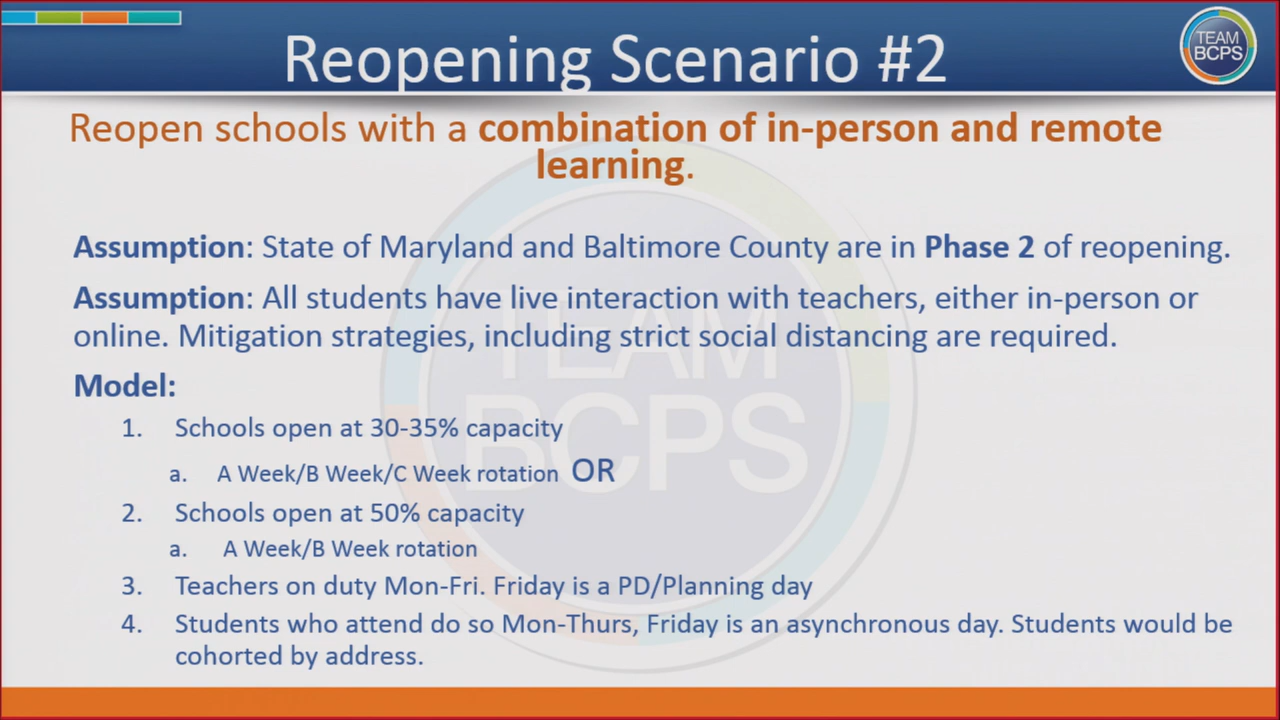 Reopening Scenario #2
TEAM
BCPS
Reopen schools with a combination of in-person and remote
learning.
Assumption: State of Maryland and Baltimore County are in Phase 2 of reopening.
Assumption: All students have live interaction with teachers, either in-person or
online. Mitigation strategies, including strict social distancing are required.
Model:
1. Schools open at 30-35% capacity
a. A Week/B Week/C Week rotation OR
2. Schools open at 50% capacity
a. A Week/B Week rotation
3. Teachers on duty Mon-Fri. Friday is a PD/Planning day
4. Students who attend do so Mon-Thurs, Friday is an asynchronous day. Students would be
cohorted by address.
TEAM
BCPS